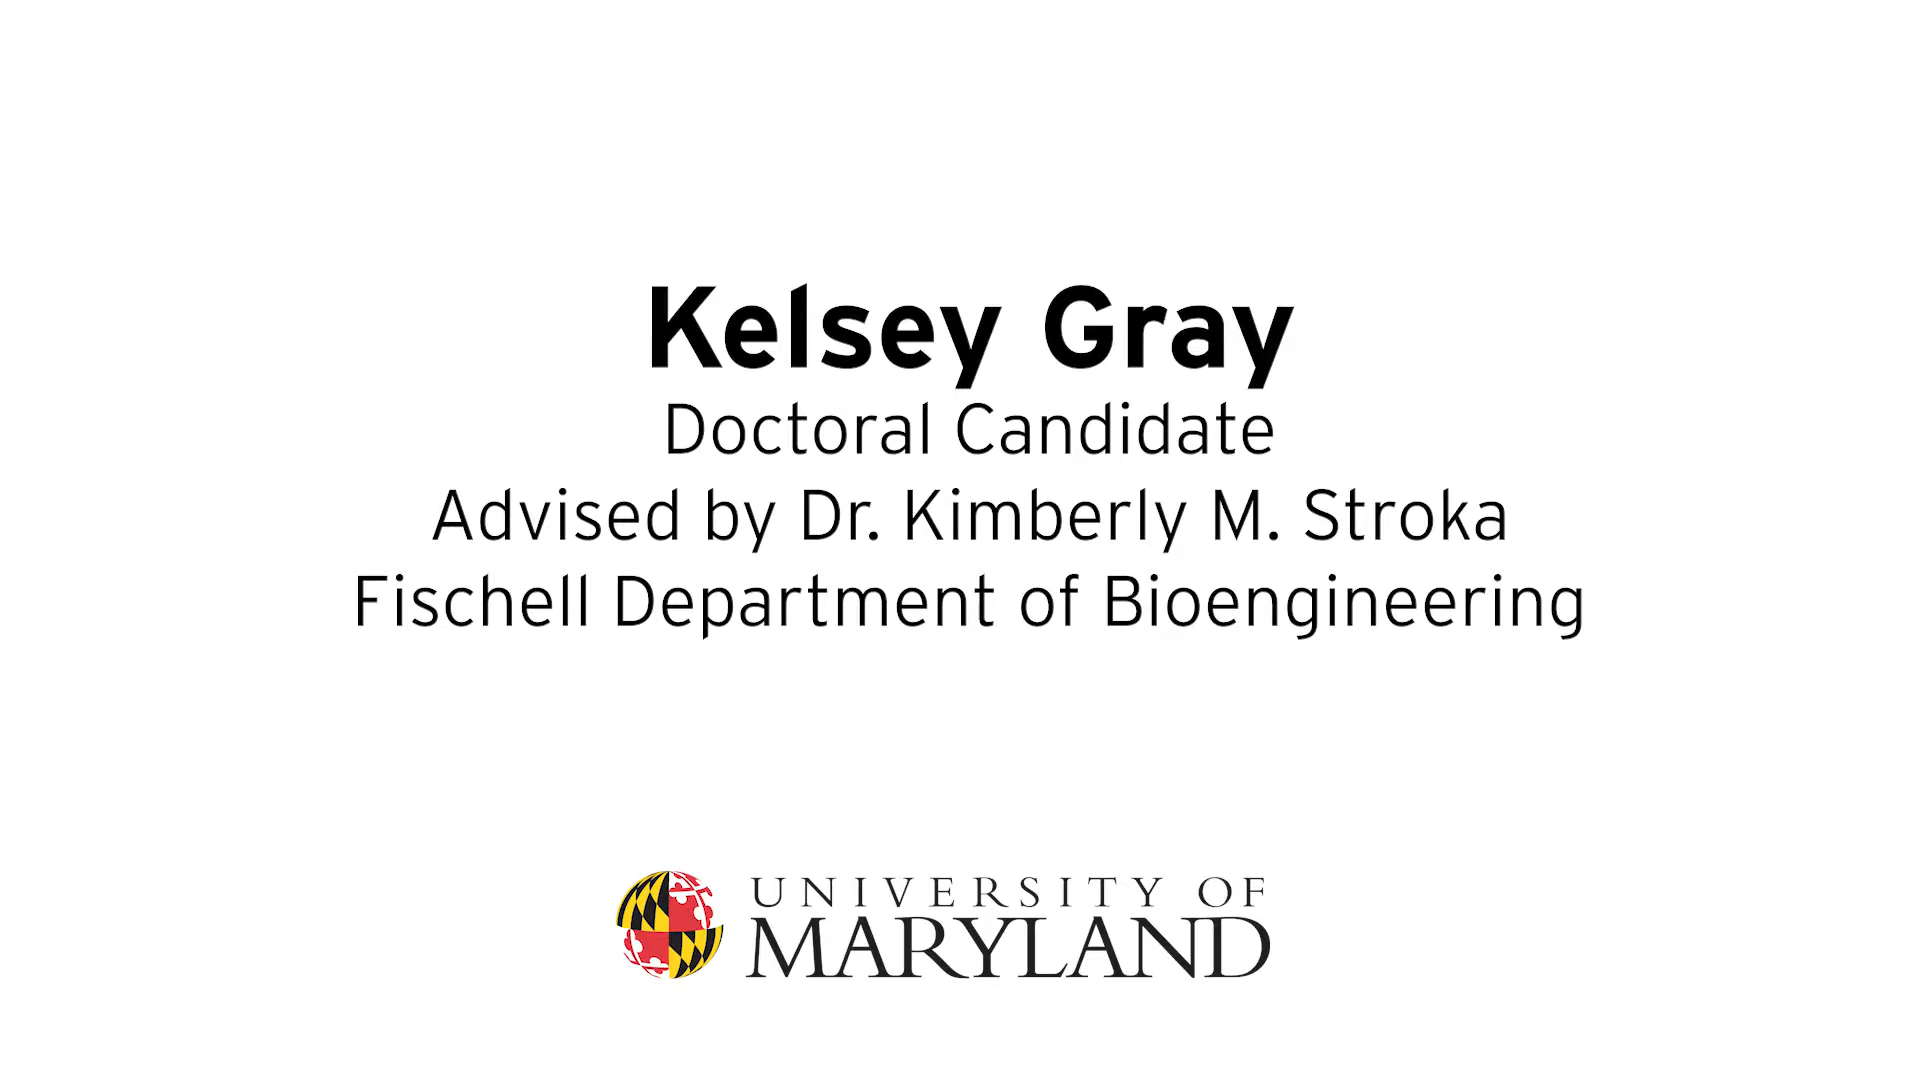 Kelsey Gray
Doctoral Candidate
Advised by Dr. Kimberly M. Stroka
Fischell Department of Bioengineering
UNIVERSITY OF
MARYLAND